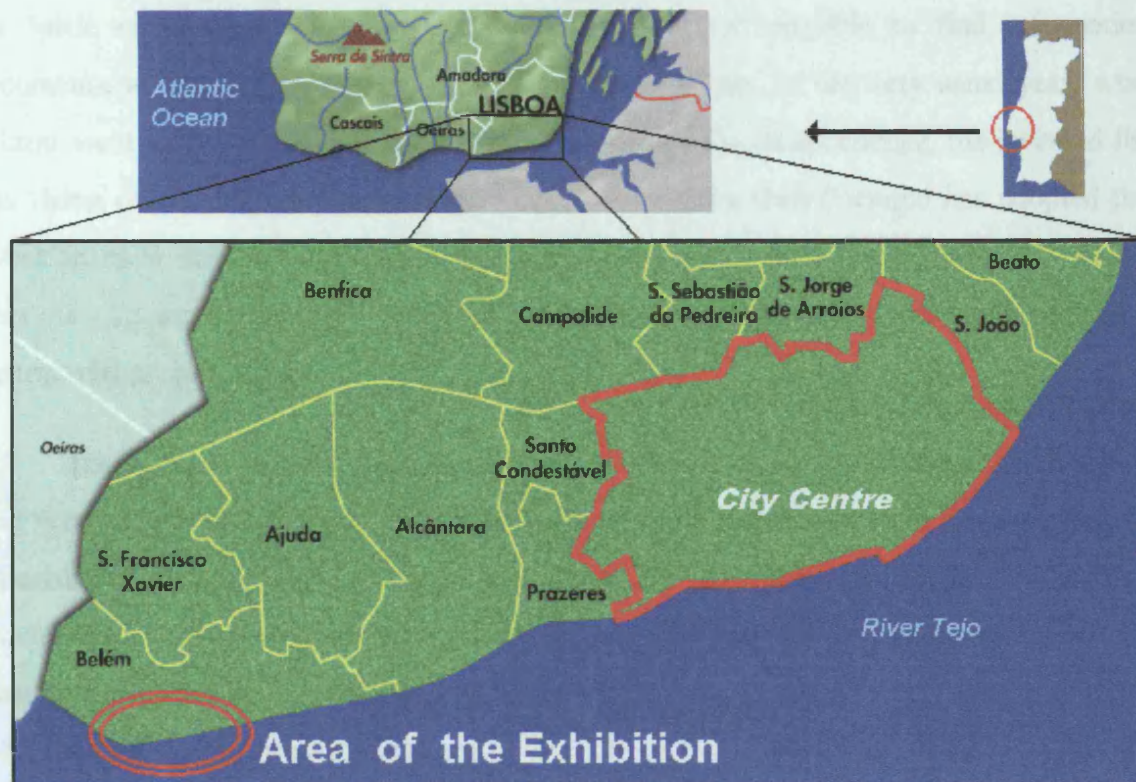 Serra de Sintra
Atlantic
Ocean
Amadora
LISBOA
Cascais
Oeiras
Benfica
Campolide
S. Sebastião
da Pedreira
S. Jorge
de Arroios
Beato
S. João
Oeiras
Santo
Condestável
City Centre
Ajuda
Alcântara
S. Francisco
Xavier
Prazeres
River Tejo
Belém
Area of the Exhibition